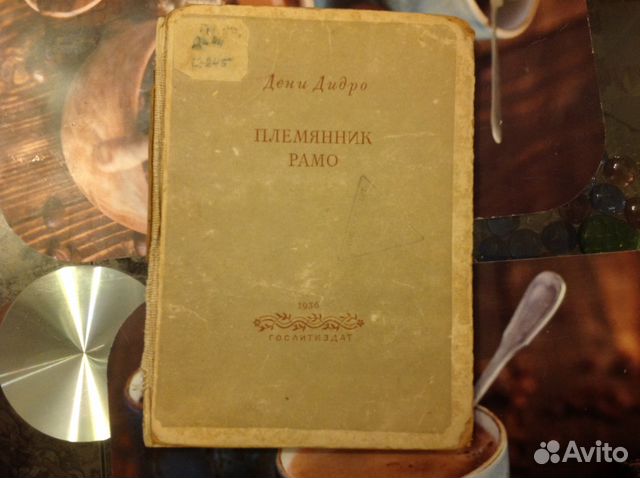 Дени Дидро
ПЛЕМЯННИК
РАМО
1936
ГОСЛИТИЗДАТ
Avito